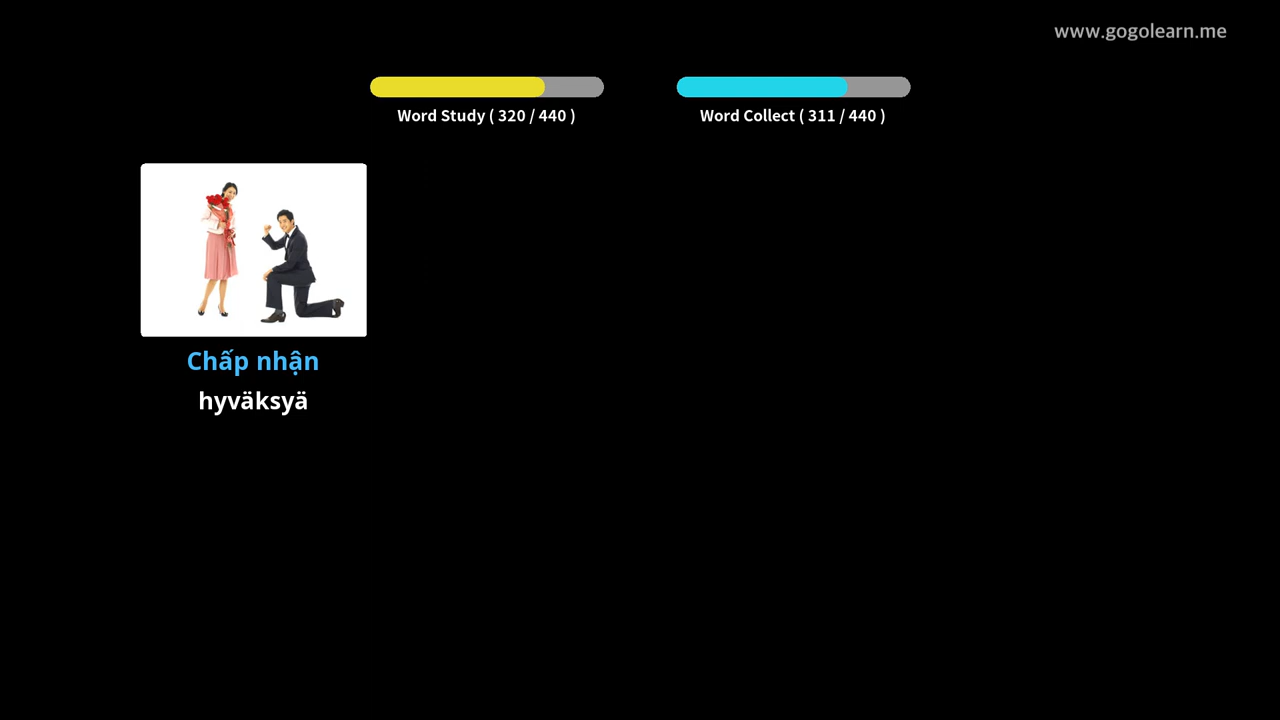 www.gogolearn.me
Word Study ( 320 / 440 )
Word Collect ( 311 / 440 )
Chấp nhận
hyväksyä